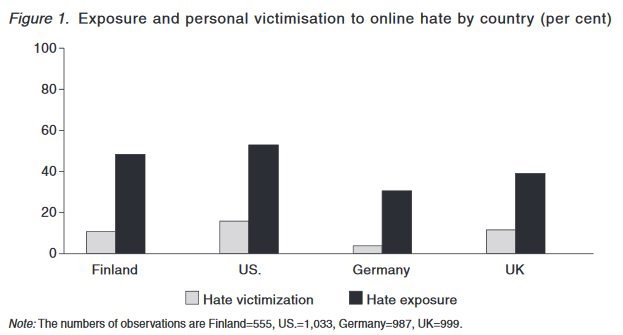 Figure 1. Exposure and personal victimisation to online hate by country (per cent)
100
80
60
40
20
0
Finland US. Germany UK
Hate victimization Hate exposure
Note: The numbers of observations are Finland=555, US.=1,033, Germany=987, UK=999.